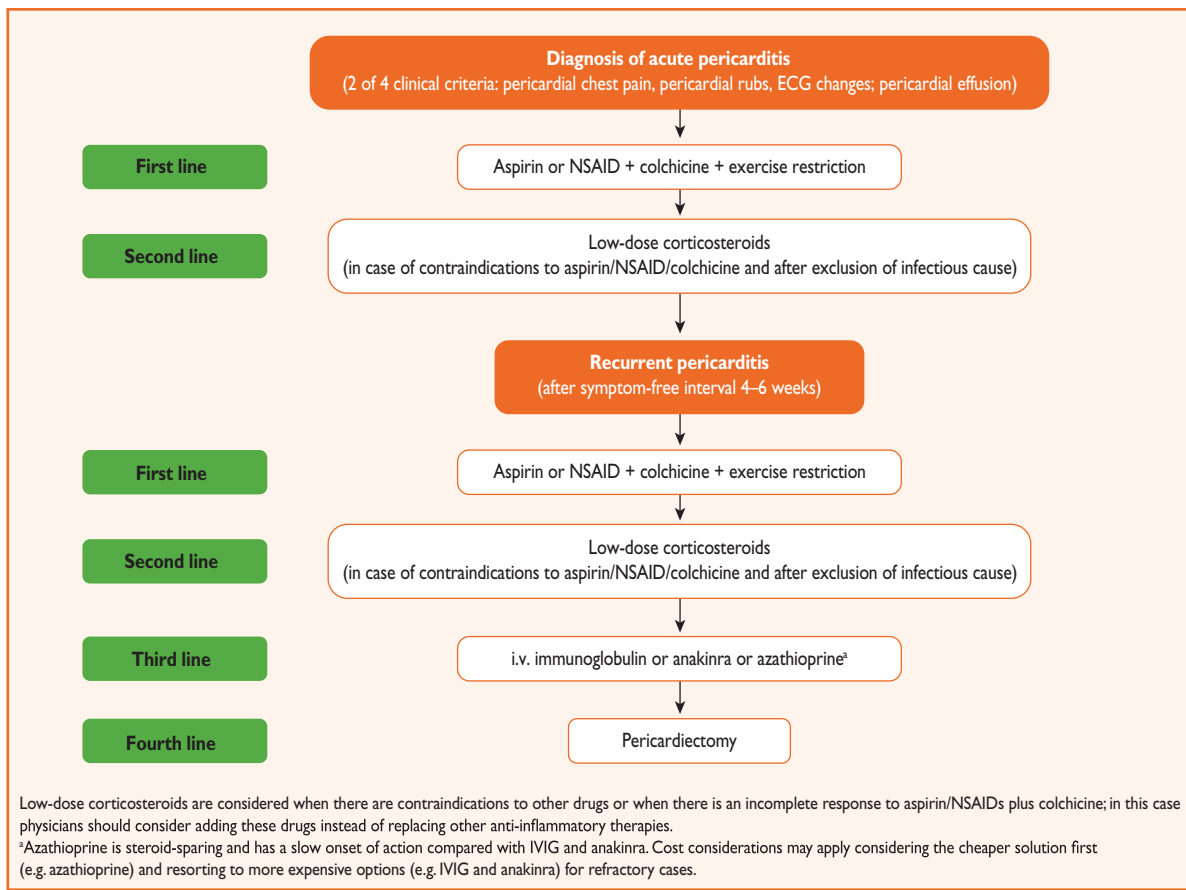 Diagnosis of acute pericarditis
(2 of 4 clinical criteria: pericardial chest pain, pericardial rubs, ECG changes; pericardial effusion)
First line
Aspirin or NSAID + colchicine + exercise restriction
Second line
Low-dose corticosteroids
(in case of contraindications to aspirin/NSAID/colchicine and after exclusion of infectious cause)
Recurrent pericarditis
(after symptom-free interval 4–6 weeks)
First line
Aspirin or NSAID + colchicine + exercise restriction
Second line
Low-dose corticosteroids
(in case of contraindications to aspirin/NSAID/colchicine and after exclusion of infectious cause)
Third line
i.v. immunoglobulin or anakinra or azathioprineᵃ
Fourth line
Pericardiectomy
Low-dose corticosteroids are considered when there are contraindications to other drugs or when there is an incomplete response to aspirin/NSAIDs plus colchicine; in this case
physicians should consider adding these drugs instead of replacing other anti-inflammatory therapies.
ᵃAzathioprine is steroid-sparing and has a slow onset of action compared with IVIG and anakinra. Cost considerations may apply considering the cheaper solution first
(e.g. azathioprine) and resorting to more expensive options (e.g. IVIG and anakinra) for refractory cases.